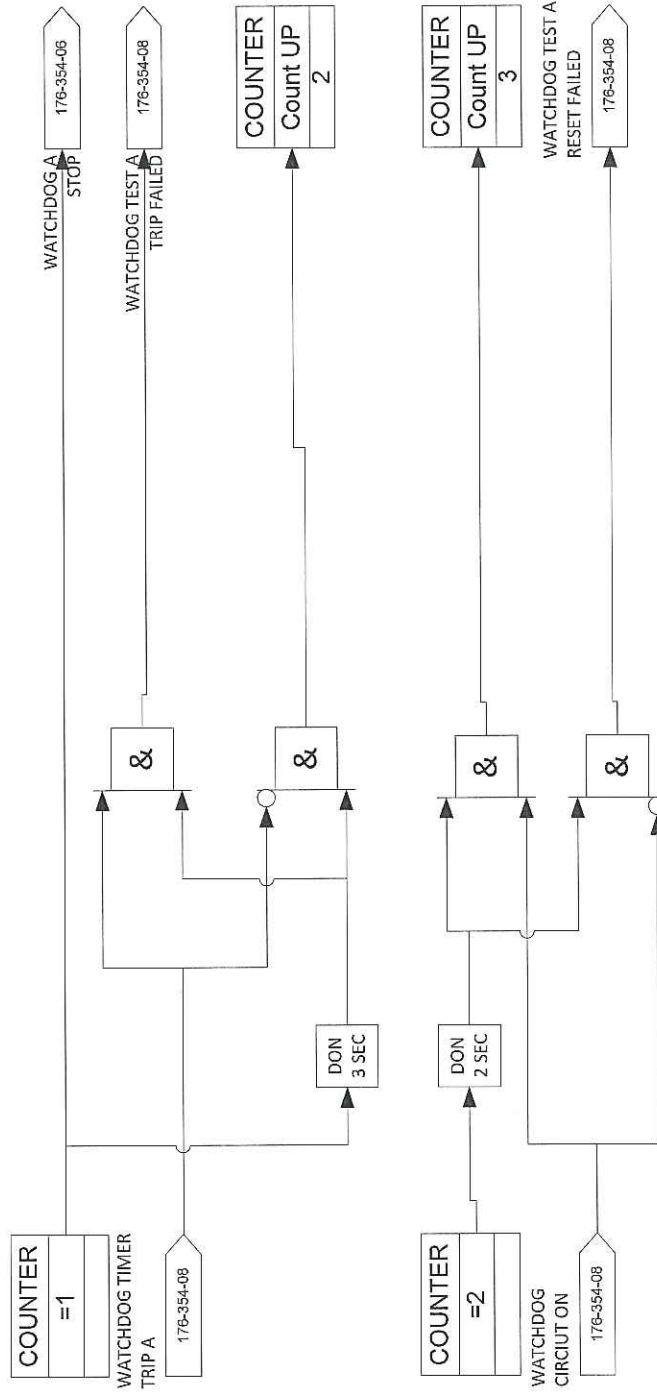 COUNTER
=1
WATCHDOG TIMER
TRIP A
176-354-08
DON
3 SEC
&
&
WATCHDOG A
STOP
176-354-06
WATCHDOG TEST A
TRIP FAILED
176-354-08
COUNTER
Count UP
2
COUNTER
=2
WATCHDOG
CIRCIUT ON
176-354-08
DON
2 SEC
&
&
COUNTER
Count UP
3
WATCHDOG TEST A
RESET FAILED
176-354-08